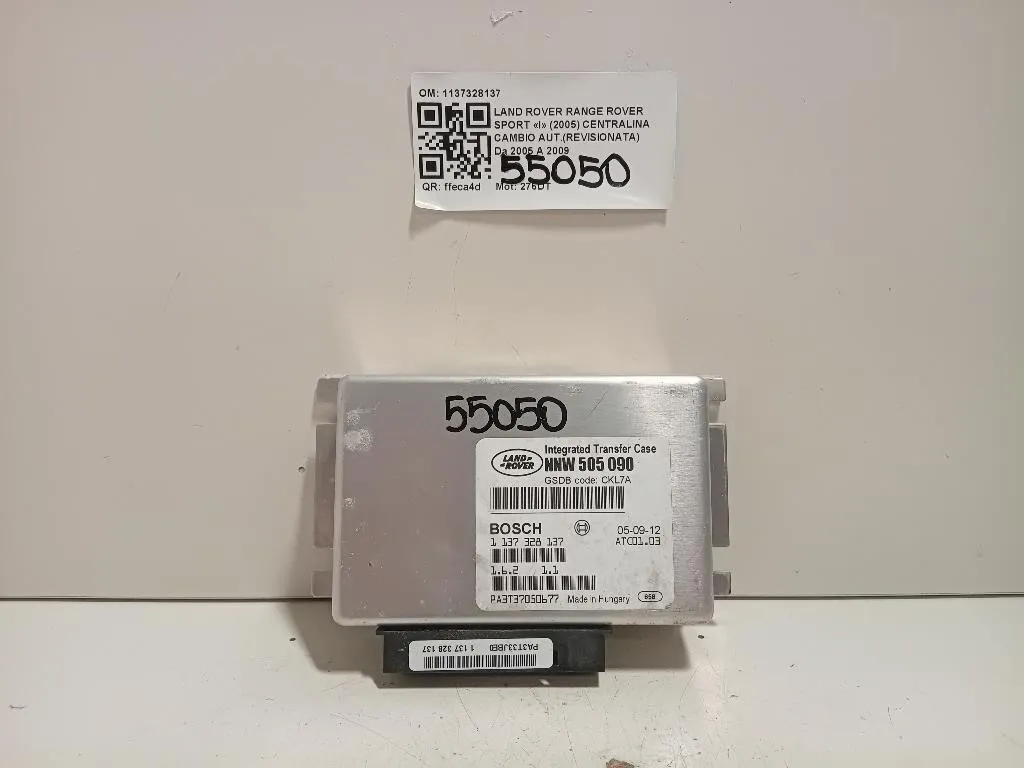 OM: 1137328137
LAND ROVER RANGE ROVER
SPORT «I» (2005) CENTRALINA
CAMBIO AUT.(REVISIONATA)
Da 2005 A 2009
55050
QR: ffeca4d Mot: 276DT
55050
Integrated Transfer Case
LAND ROVER
NNW 505 090
GSDB code: CKL7A
BOSCH
05-09-12
1 137 328 137
ATC01.03
1.6.2 1.1
PA3T37050677 Made in Hungary 858
PA3T33JBE0 1 137 328 137